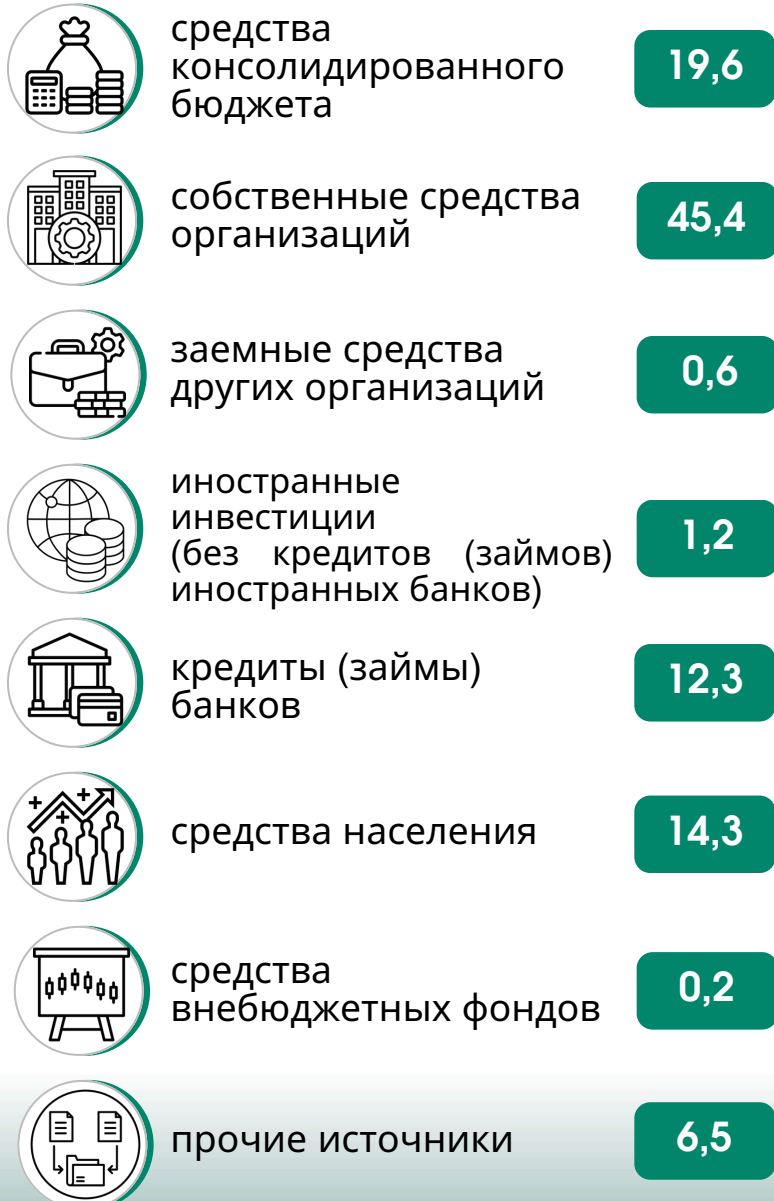 средства
консолидированного
бюджета
19,6
собственные средства
организаций
45,4
заемные средства
других организаций
0,6
иностранные
инвестиции
(без кредитов (займов)
иностранных банков)
1,2
кредиты (займы)
банков
12,3
средства населения
14,3
средства
внебюджетных фондов
0,2
прочие источники
6,5